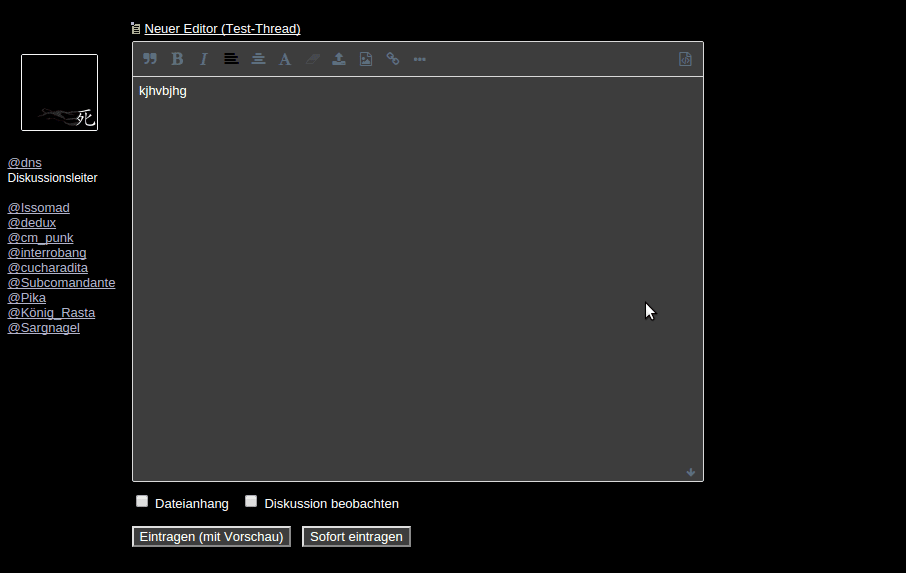 Neuer Editor (Test-Thread)
死
@dns
Diskussionsleiter
@Issomad
@dedux
@cm_punk
@interrobang
@cucharadita
@Subcomandante
@Pika
@König_Rasta
@Sargnagel
B I A
kjhvbjhg
Dateianhang Diskussion beobachten
Eintragen (mit Vorschau) Sofort eintragen